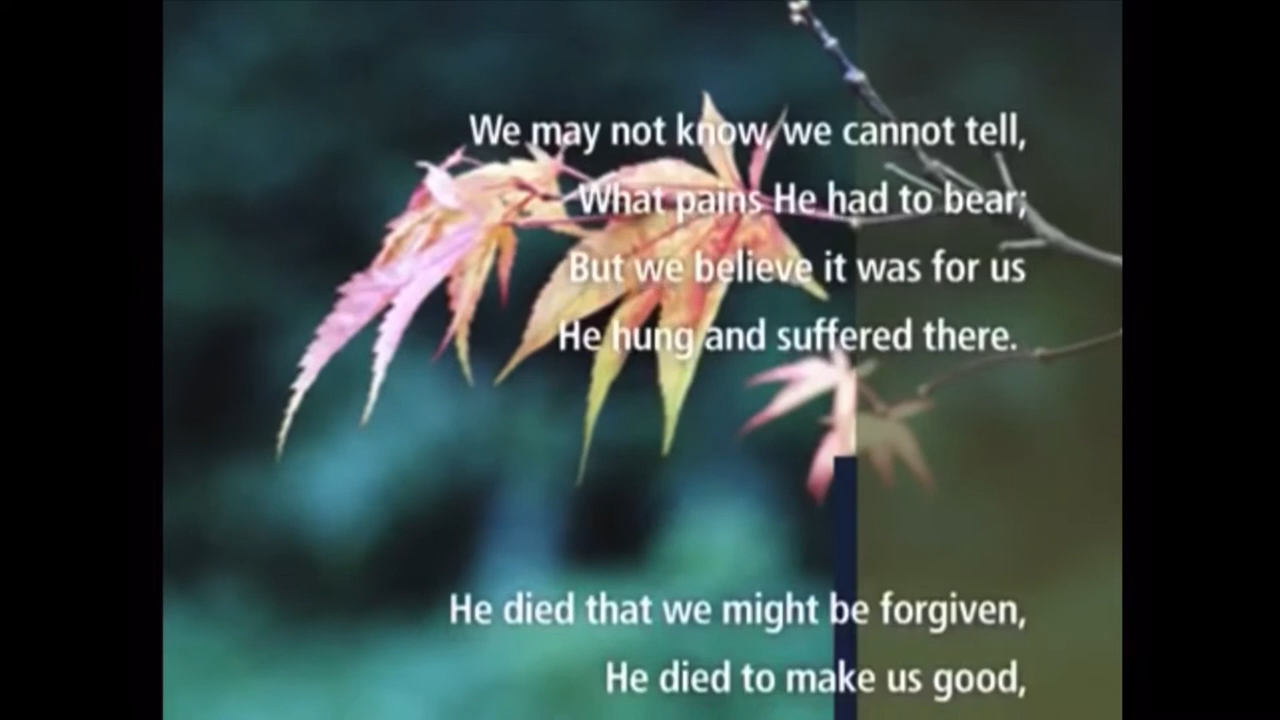 We may not know, we cannot tell,
What pains He had to bear;
But we believe it was for us
He hung and suffered there.
He died that we might be forgiven,
He died to make us good,